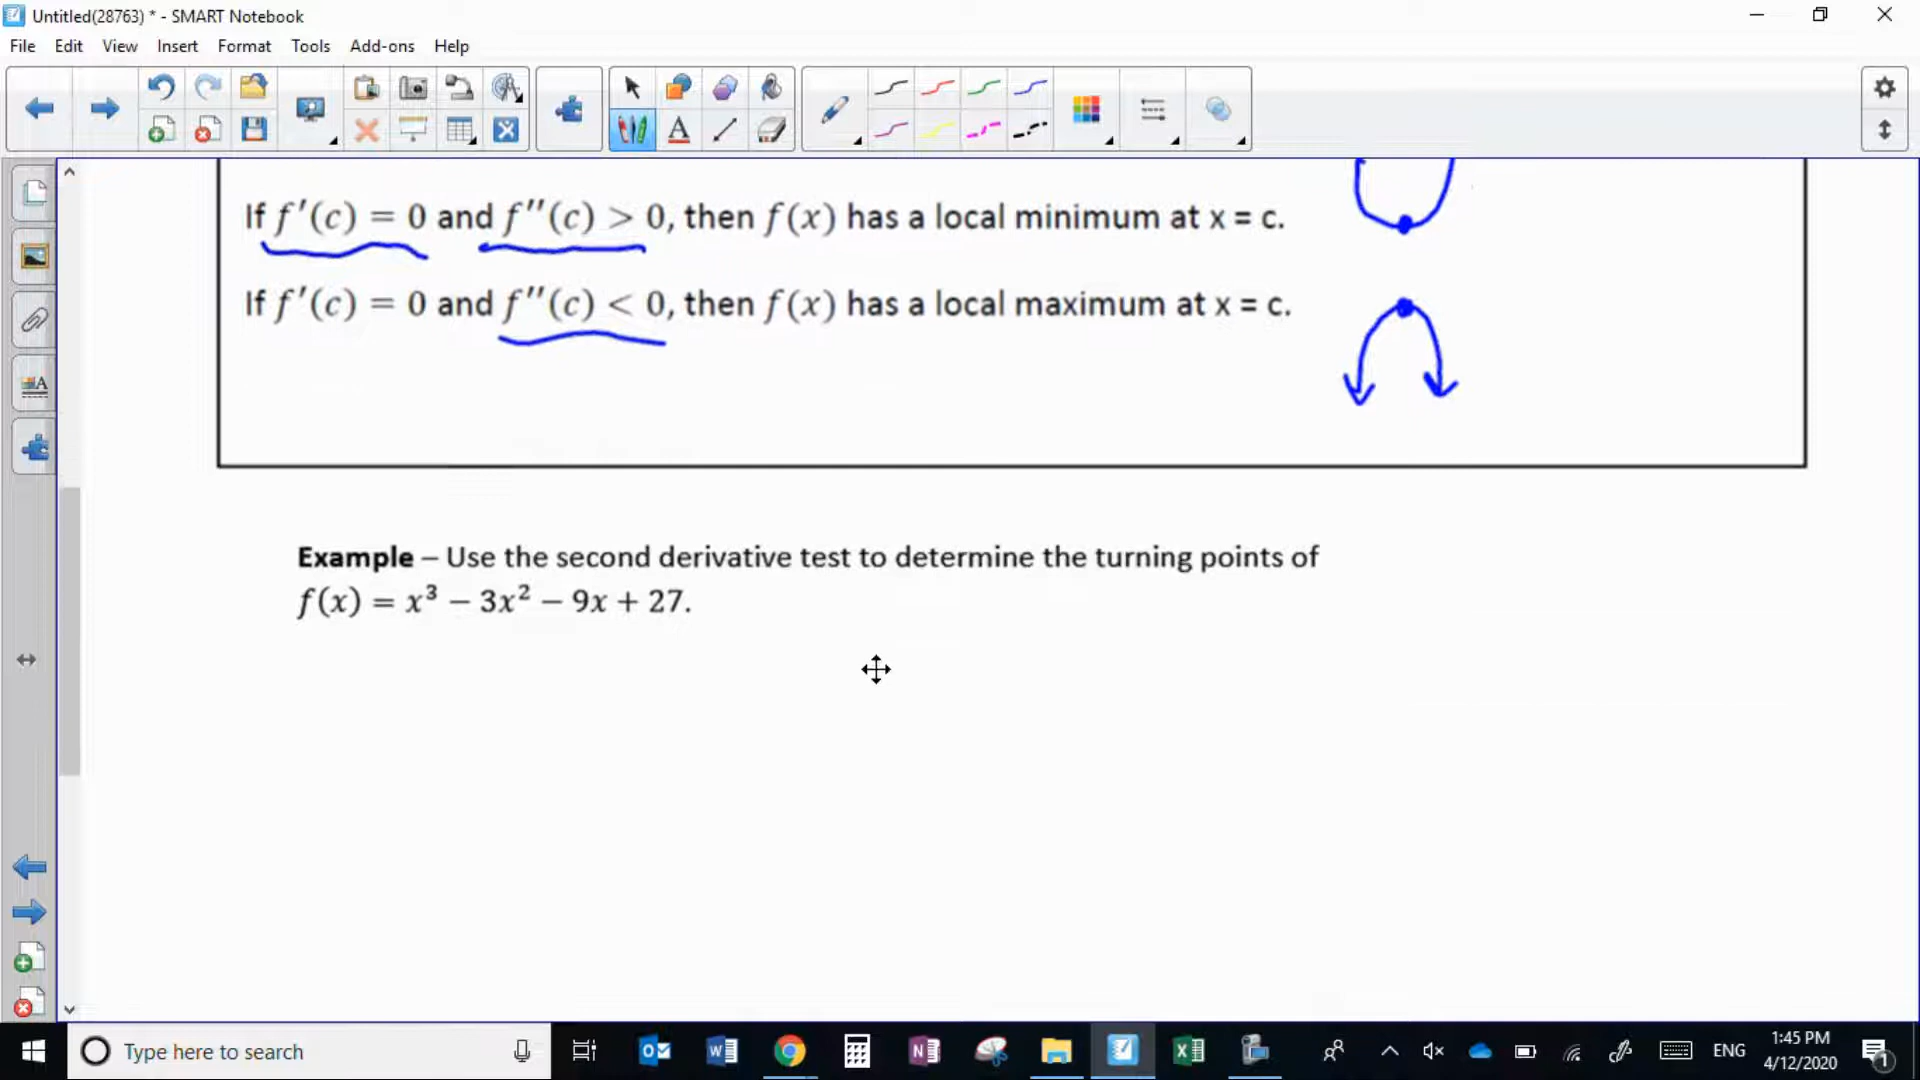 Untitled(28763) * - SMART Notebook
File Edit View Insert Format Tools Add-ons Help
If f′(c) = 0 and f″(c) > 0, then f(x) has a local minimum at x = c.
If f′(c) = 0 and f″(c) < 0, then f(x) has a local maximum at x = c.
Example – Use the second derivative test to determine the turning points of
f(x) = x³ – 3x² – 9x + 27.
Type here to search
ENG
1:45 PM
4/12/2020
1